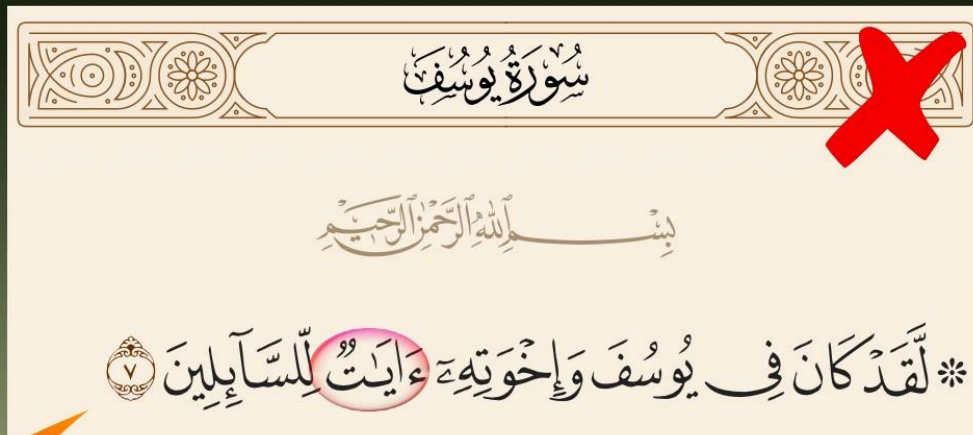 سُورَةُ يُوسُفَ
بِسْمِ ٱللَّهِ ٱلرَّحْمَٰنِ ٱلرَّحِيمِ
۞ لَّقَدْ كَانَ فِى يُوسُفَ وَإِخْوَتِهِۦٓ ءَايَـٰتٌ لِّلسَّآئِلِينَ ٧